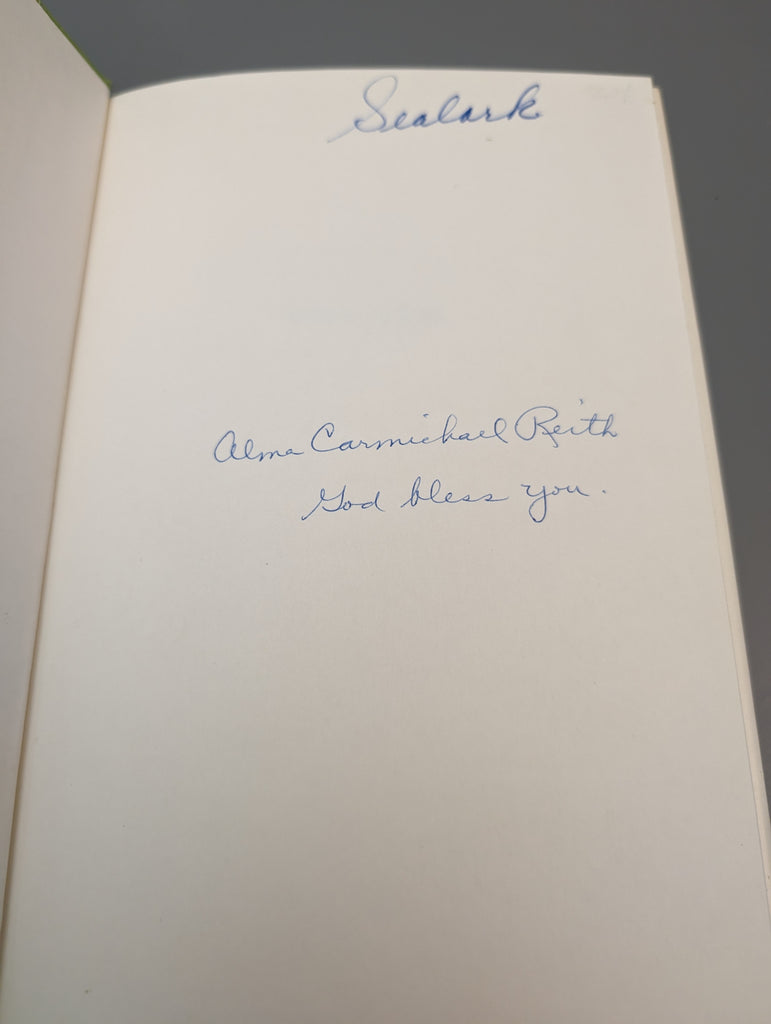 Sealark
Alma Carmichael Reith
God bless you.